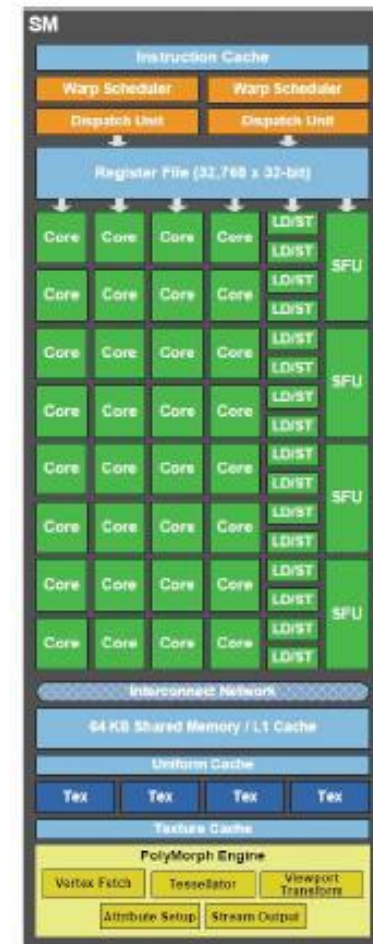 SM
Instruction Cache
Warp Scheduler Warp Scheduler
Dispatch Unit Dispatch Unit
Register File (32,768 x 32-bit)
LD/ST
Core Core Core Core
LD/ST
SFU
LD/ST
Core Core Core Core
LD/ST
LD/ST
Core Core Core Core
LD/ST
SFU
LD/ST
Core Core Core Core
LD/ST
LD/ST
Core Core Core Core
LD/ST
SFU
LD/ST
Core Core Core Core
LD/ST
LD/ST
Core Core Core Core
LD/ST
SFU
LD/ST
Core Core Core Core
LD/ST
Interconnect Network
64 KB Shared Memory / L1 Cache
Uniform Cache
Tex Tex Tex Tex
Texture Cache
PolyMorph Engine
Vertex Fetch Tessellator Viewport Transform
Attribute Setup Stream Output